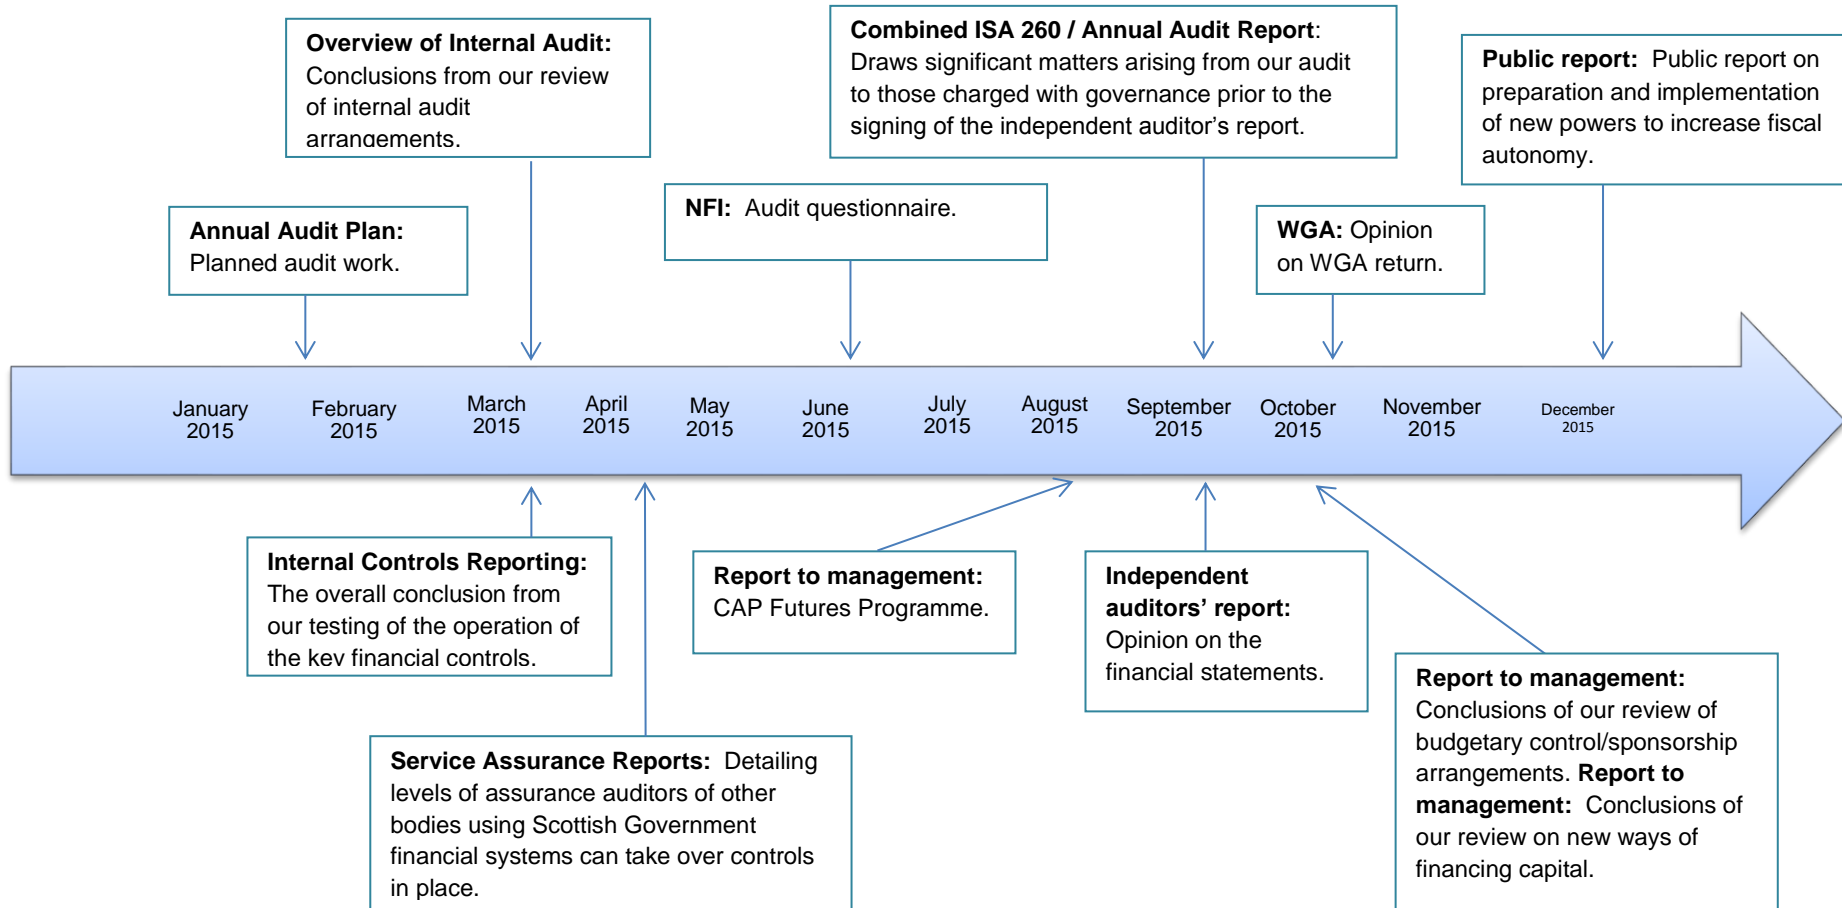 Overview of Internal Audit:
Conclusions from our review
of internal audit
arrangements.
Combined ISA 260 / Annual Audit Report:
Draws significant matters arising from our audit
to those charged with governance prior to the
signing of the independent auditor’s report.
Public report: Public report on
preparation and implementation
of new powers to increase fiscal
autonomy.
Annual Audit Plan:
Planned audit work.
NFI: Audit questionnaire.
WGA: Opinion
on WGA return.
January
2015
February
2015
March
2015
April
2015
May
2015
June
2015
July
2015
August
2015
September
2015
October
2015
November
2015
December
2015
Internal Controls Reporting:
The overall conclusion from
our testing of the operation of
the key financial controls.
Report to management:
CAP Futures Programme.
Independent
auditors’ report:
Opinion on the
financial statements.
Report to management:
Conclusions of our review of
budgetary control/sponsorship
arrangements. Report to
management: Conclusions of
our review on new ways of
financing capital.
Service Assurance Reports: Detailing
levels of assurance auditors of other
bodies using Scottish Government
financial systems can take over controls
in place.